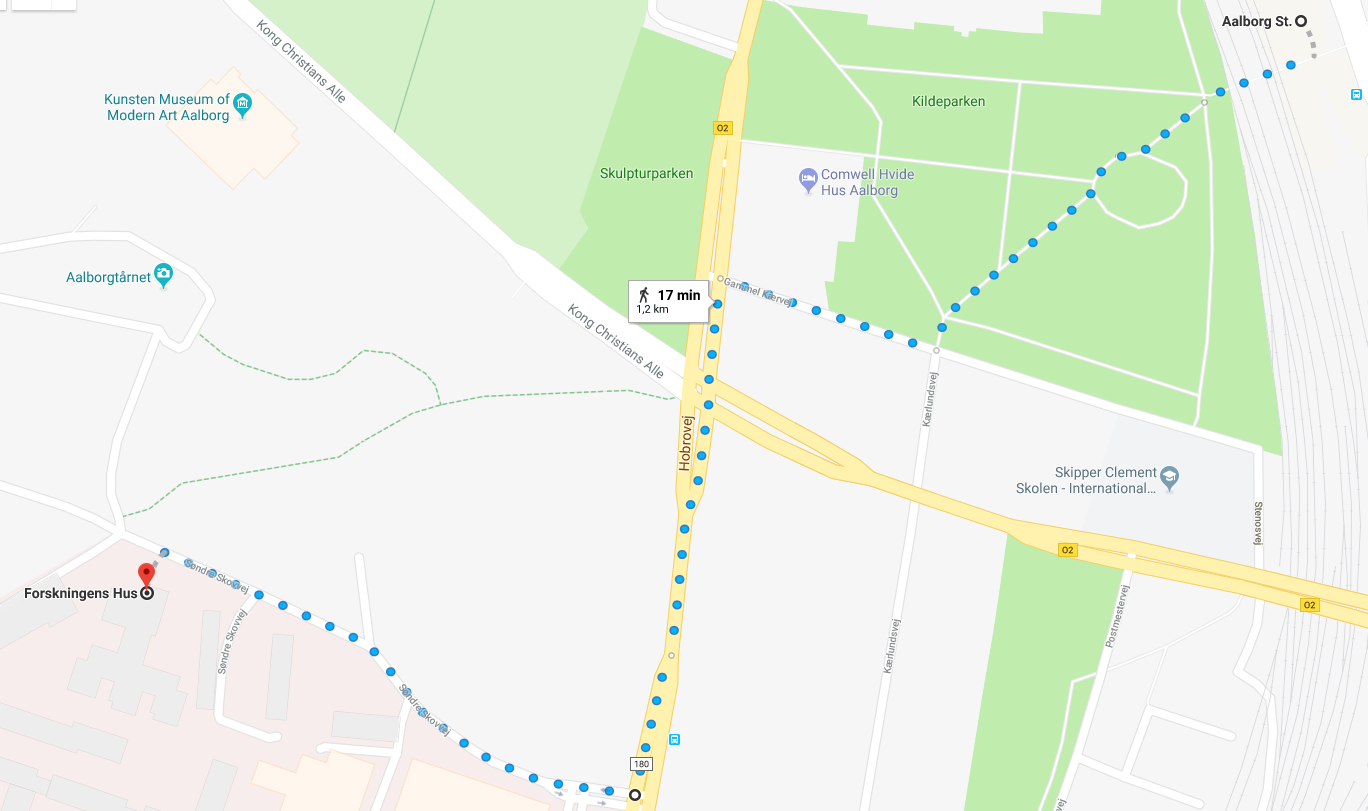 Aalborg St.
Kong Christians Alle
Kunsten Museum of
Modern Art Aalborg
Kildeparken
O2
Skulpturparken
Comwell Hvide
Hus Aalborg
Aalborgtårnet
Gammel Kærvej
17 min
1,2 km
Kong Christians Alle
Kærlundsvej
Hobrovej
Skipper Clement
Skolen - International...
Stenosvej
O2
Søndre Skovvej
Forskningens Hus
O2
Postmestervej
Søndre Skovvej
Kærlundsvej
Søndre Skovvej
180